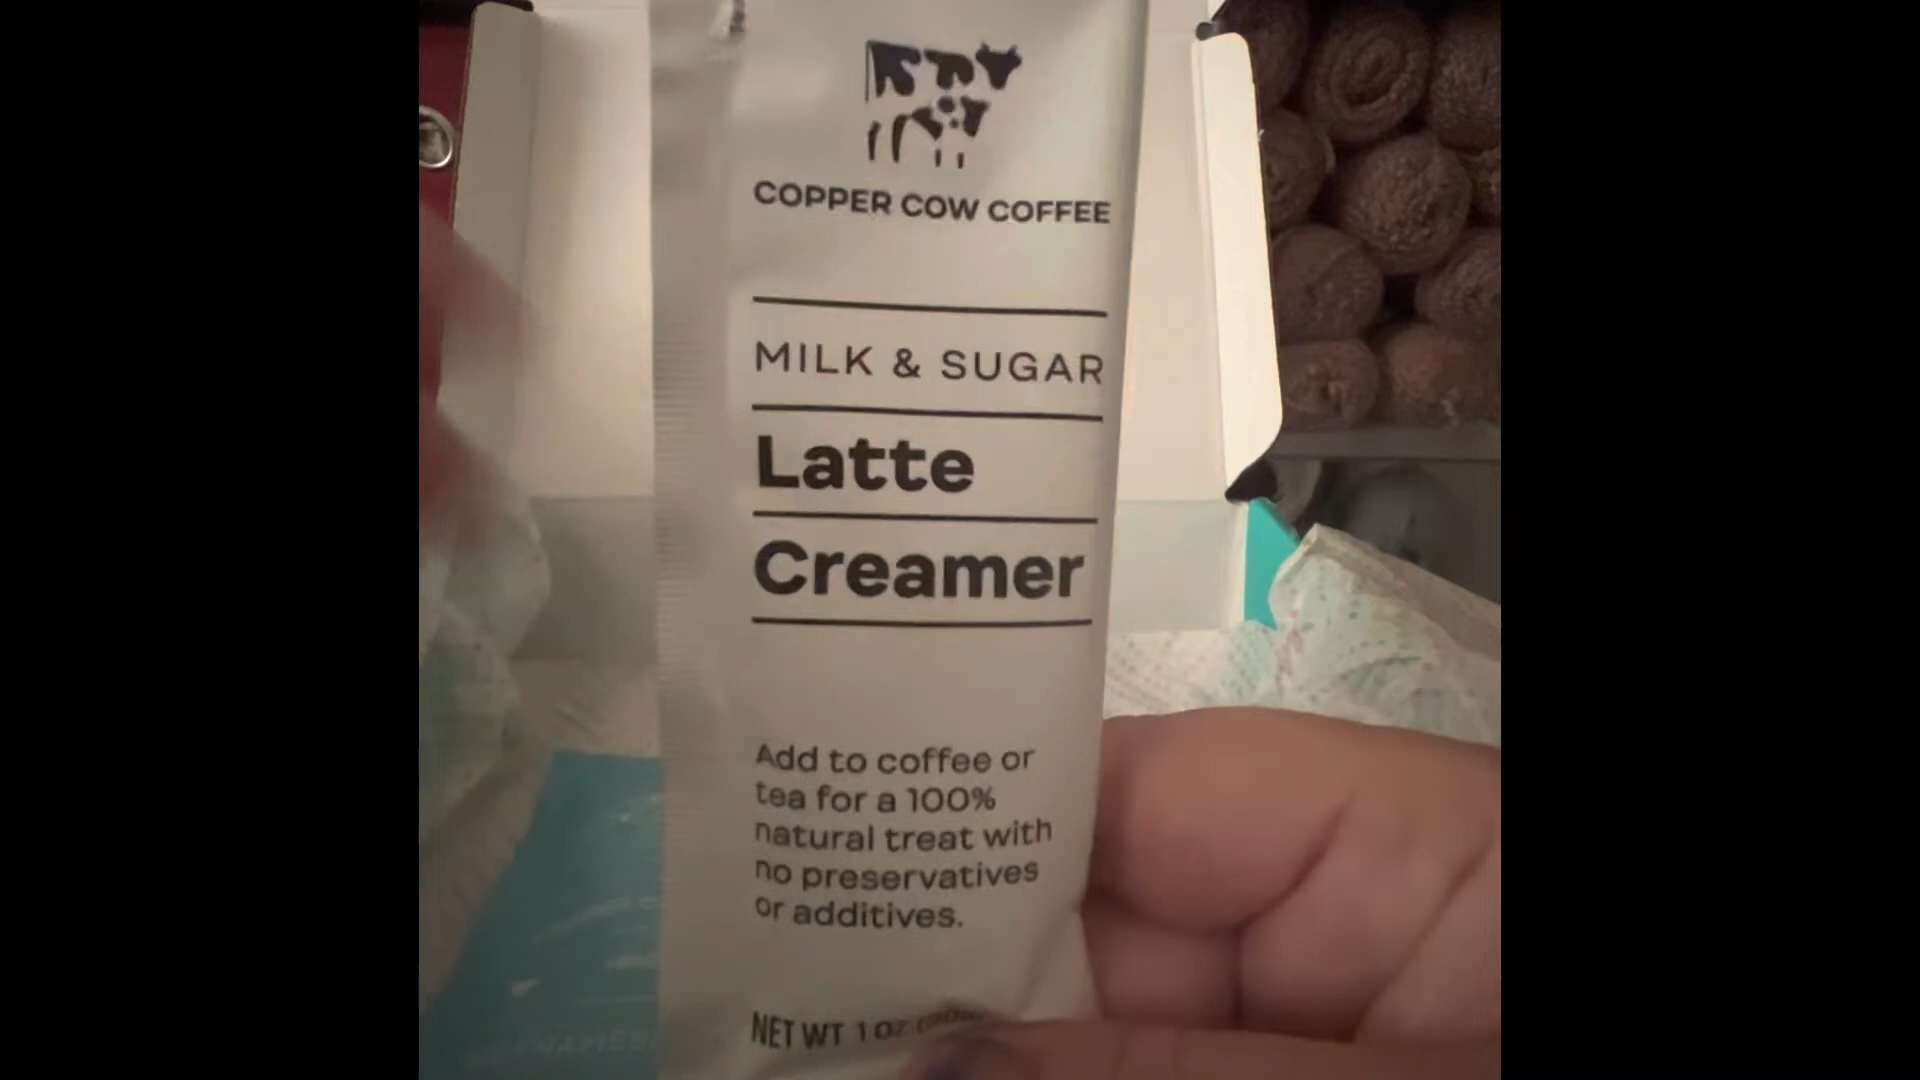 COPPER COW COFFEE
MILK & SUGAR
Latte
Creamer
Add to coffee or
tea for a 100%
natural treat with
no preservatives
or additives.
NET WT 1 OZ